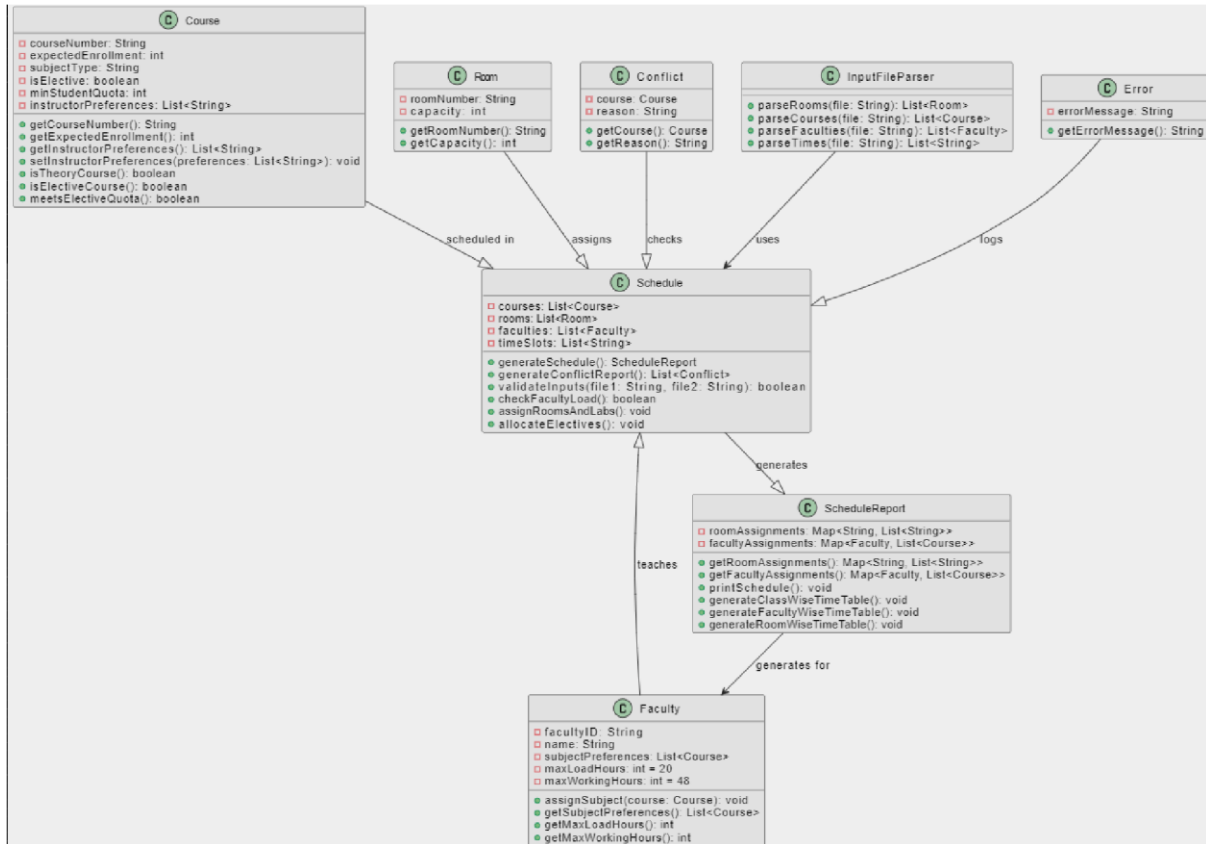 C Course
courseNumber: String
expectedEnrollment: int
subjectType: String
isElective: boolean
minStudentQuota: int
instructorPreferences: List<String>
getCourseNumber(): String
getExpectedEnrollment(): int
getInstructorPreferences(): List<String>
setInstructorPreferences(preferences: List<String>): void
isTheoryCourse(): boolean
isElectiveCourse(): boolean
meetsElectiveQuota(): boolean
C Room
roomNumber: String
capacity: int
getRoomNumber(): String
getCapacity(): int
C Conflict
course: Course
reason: String
getCourse(): Course
getReason(): String
C InputFileParser
parseRooms(file: String): List<Room>
parseCourses(file: String): List<Course>
parseFaculties(file: String): List<Faculty>
parseTimes(file: String): List<String>
C Error
errorMessage: String
getErrorMessage(): String
scheduled in
assigns
checks
uses
logs
C Schedule
courses: List<Course>
rooms: List<Room>
faculties: List<Faculty>
timeSlots: List<String>
generateSchedule(): ScheduleReport
generateConflictReport(): List<Conflict>
validateInputs(file1: String, file2: String): boolean
checkFacultyLoad(): boolean
assignRoomsAndLabs(): void
allocateElectives(): void
generates
teaches
C ScheduleReport
roomAssignments: Map<String, List<String>>
facultyAssignments: Map<Faculty, List<Course>>
getRoomAssignments(): Map<String, List<String>>
getFacultyAssignments(): Map<Faculty, List<Course>>
printSchedule(): void
generateClassWiseTimeTable(): void
generateFacultyWiseTimeTable(): void
generateRoomWiseTimeTable(): void
generates for
C Faculty
facultyID: String
name: String
subjectPreferences: List<Course>
maxLoadHours: int = 20
maxWorkingHours: int = 48
assignSubject(course: Course): void
getSubjectPreferences(): List<Course>
getMaxLoadHours(): int
getMaxWorkingHours(): int